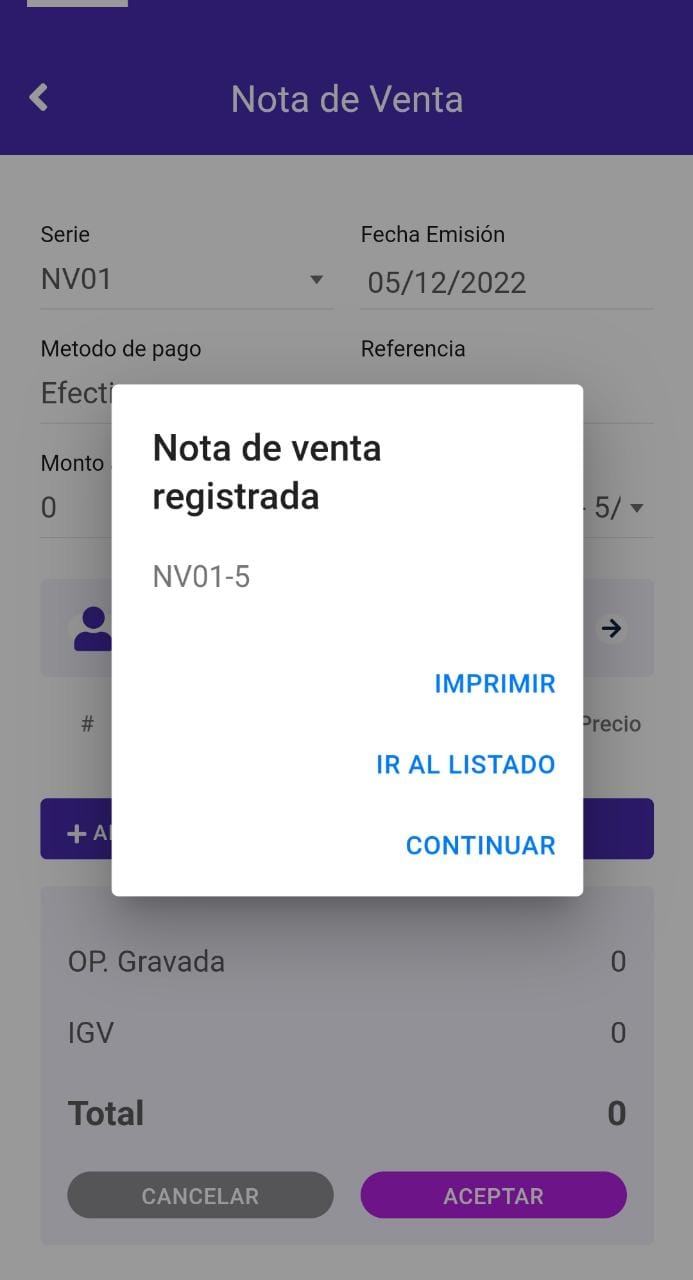 Nota de Venta
Serie
Fecha Emisión
NV01
05/12/2022
Metodo de pago
Referencia
Monto
0
5/
Nota de venta
registrada
NV01-5
IMPRIMIR
IR AL LISTADO
CONTINUAR
#
Precio
OP. Gravada
0
IGV
0
Total
0
CANCELAR
ACEPTAR